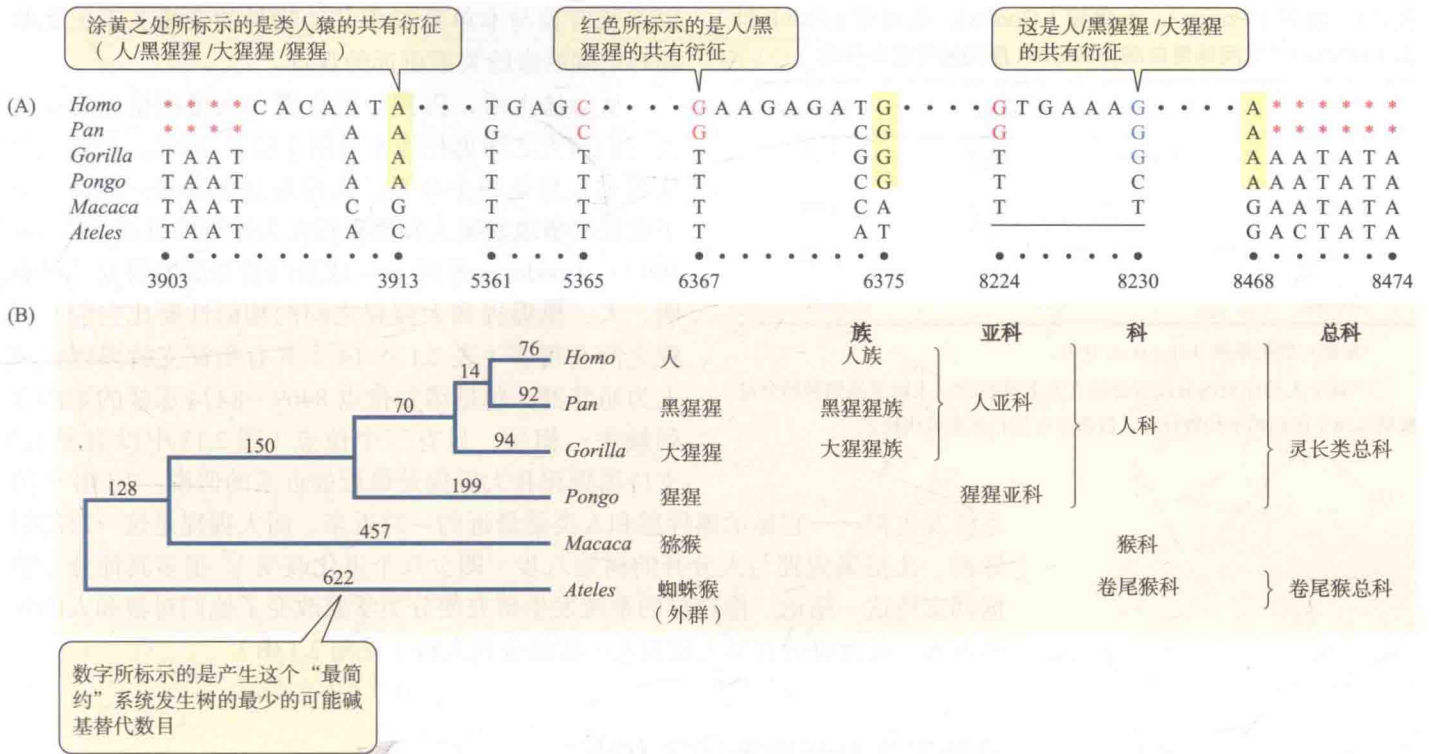 涂黄之处所标示的是类人猿的共有衍征
(人/黑猩猩/大猩猩/猩猩)
红色所标示的是人/黑
猩猩的共有衍征
这是人/黑猩猩/大猩猩
的共有衍征
(A) Homo * * * * C A C A A T A · · · · T G A G C · · · · G A A G A G A T G · · · · G T G A A A G · · · · A * * * * * *
Pan * * * * A A G C G C G G G A * * * * * *
Gorilla T A A T A A T T T G G T G A A A T A T A
Pongo T A A T A A T T T C G T C A A A T A T A
Macaca T A A T C G T T T C A T T G A A T A T A
Ateles T A A T A C T T T A T G A C T A T A
3903 3913 5361 5365 6367 6375 8224 8230 8468 8474
(B)
族 亚科 科 总科
76 Homo 人 人族
14
92 Pan 黑猩猩 黑猩猩族 人亚科 人科
70
94 Gorilla 大猩猩 大猩猩族 灵长类总科
150
199 Pongo 猩猩 猩猩亚科
128
457 Macaca 猕猴 猴科
622 Ateles 蜘蛛猴 卷尾猴科 卷尾猴总科
(外群)
数字所标示的是产生这个“最简
约”系统发生树的最少的可能碱
基替代数目